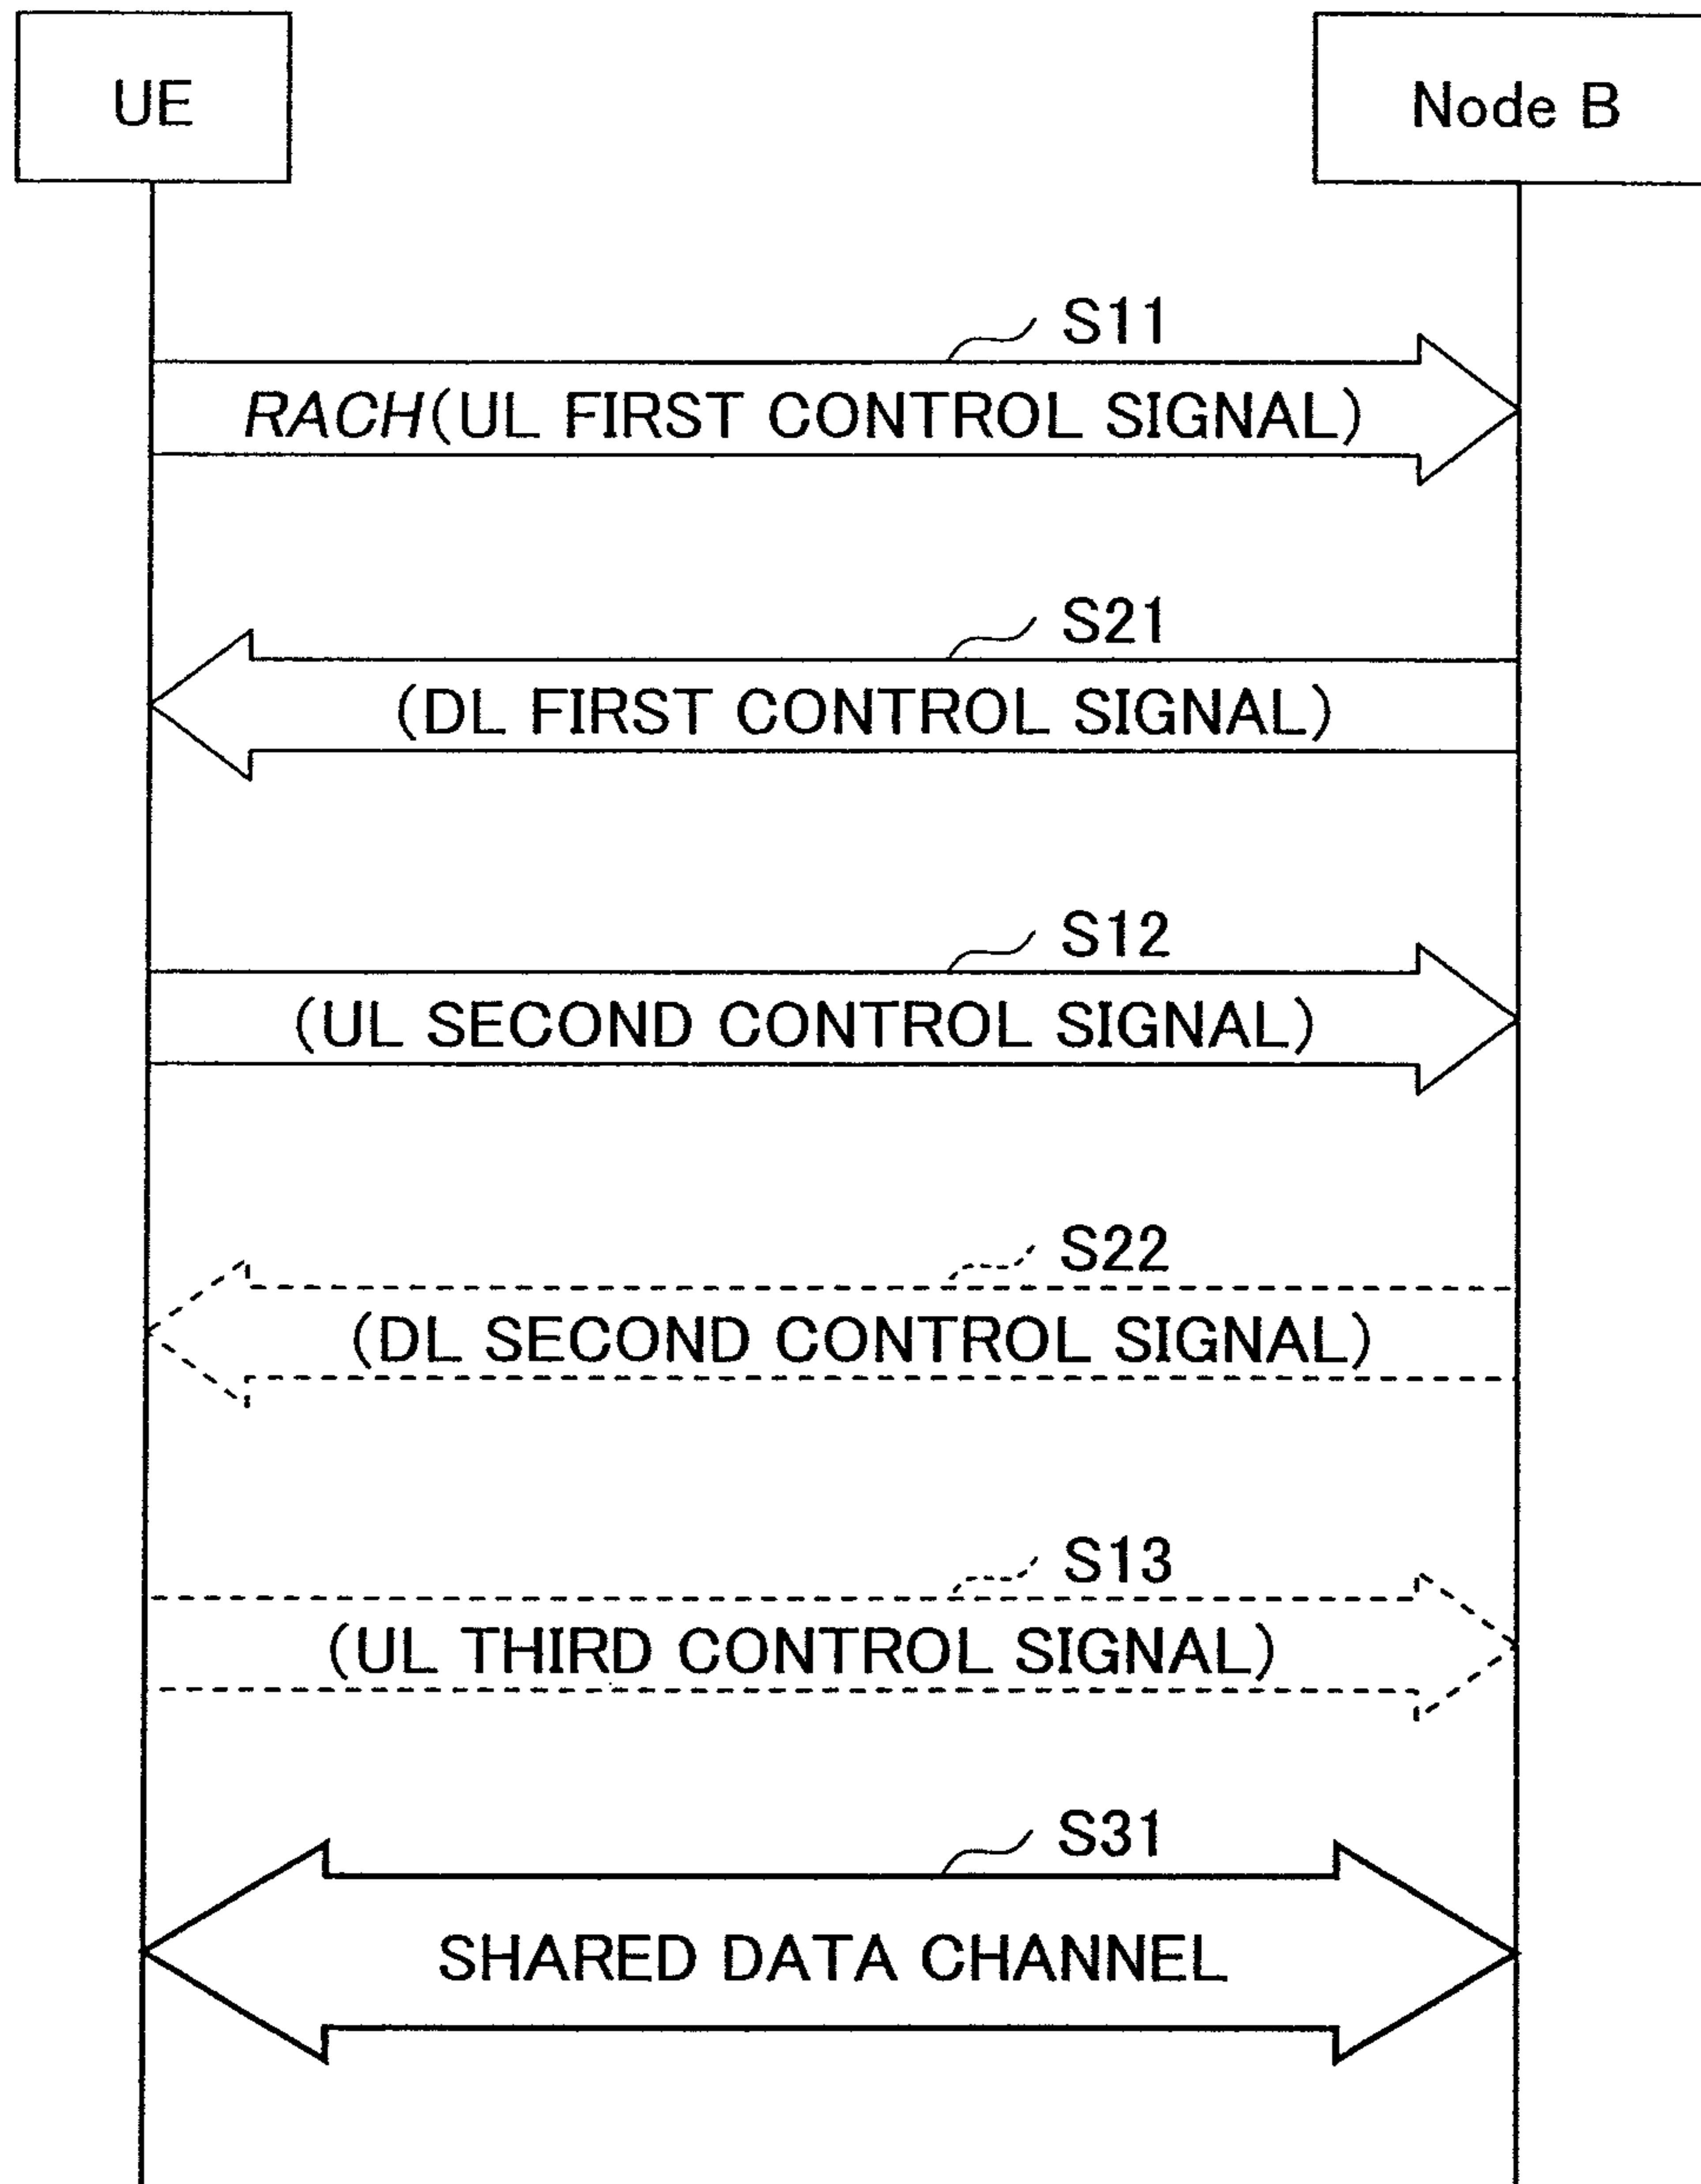 UE
Node B
S11
RACH(UL FIRST CONTROL SIGNAL)
S21
(DL FIRST CONTROL SIGNAL)
S12
(UL SECOND CONTROL SIGNAL)
S22
(DL SECOND CONTROL SIGNAL)
S13
(UL THIRD CONTROL SIGNAL)
S31
SHARED DATA CHANNEL